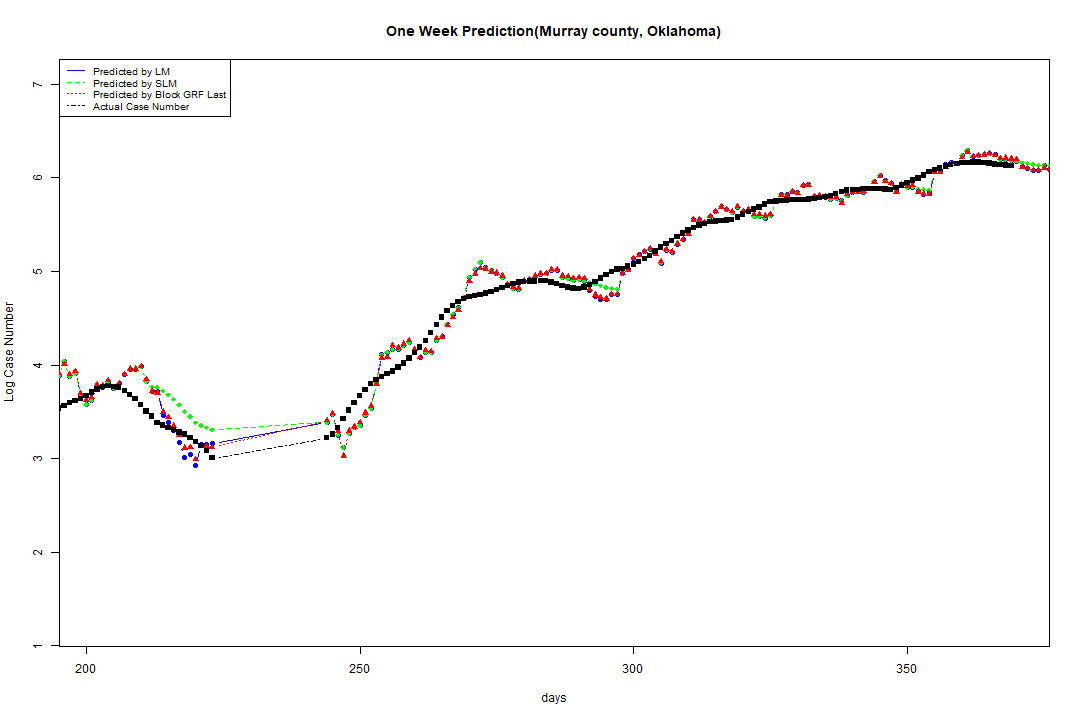 One Week Prediction(Murray county, Oklahoma)
Predicted by LM
Predicted by SLM
Predicted by Block GRF Last
Actual Case Number
7
6
5
4
3
2
1
Log Case Number
200 250 300 350
days